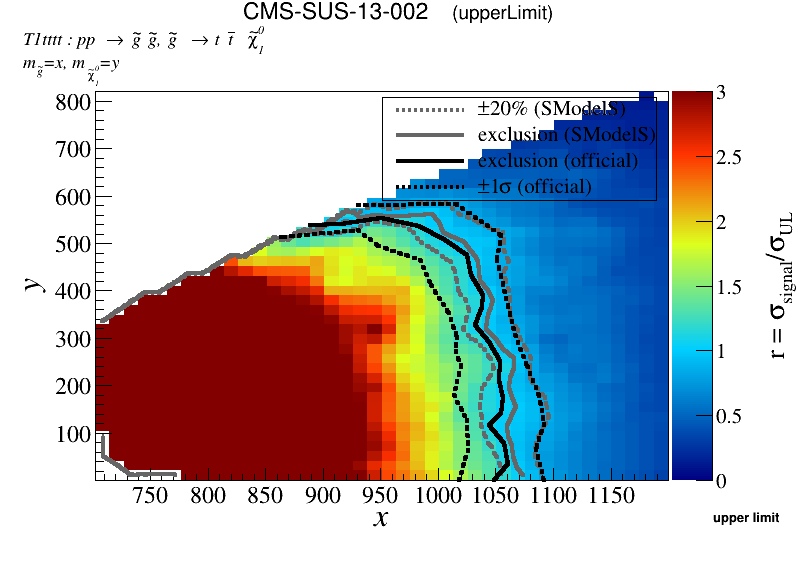 CMS-SUS-13-002 (upperLimit)
T1tttt : pp → g̃ g̃, g̃ → t t̄ χ̃⁰₁
m_g̃=x, m_χ̃⁰₁=y
±20% (SModelS)
exclusion (SModelS)
exclusion (official)
±1σ (official)
800
700
600
500
400
300
200
100
y
750 800 850 900 950 1000 1050 1100 1150
x
3
2.5
2
1.5
1
0.5
0
r = σ_signal/σ_UL
upper limit